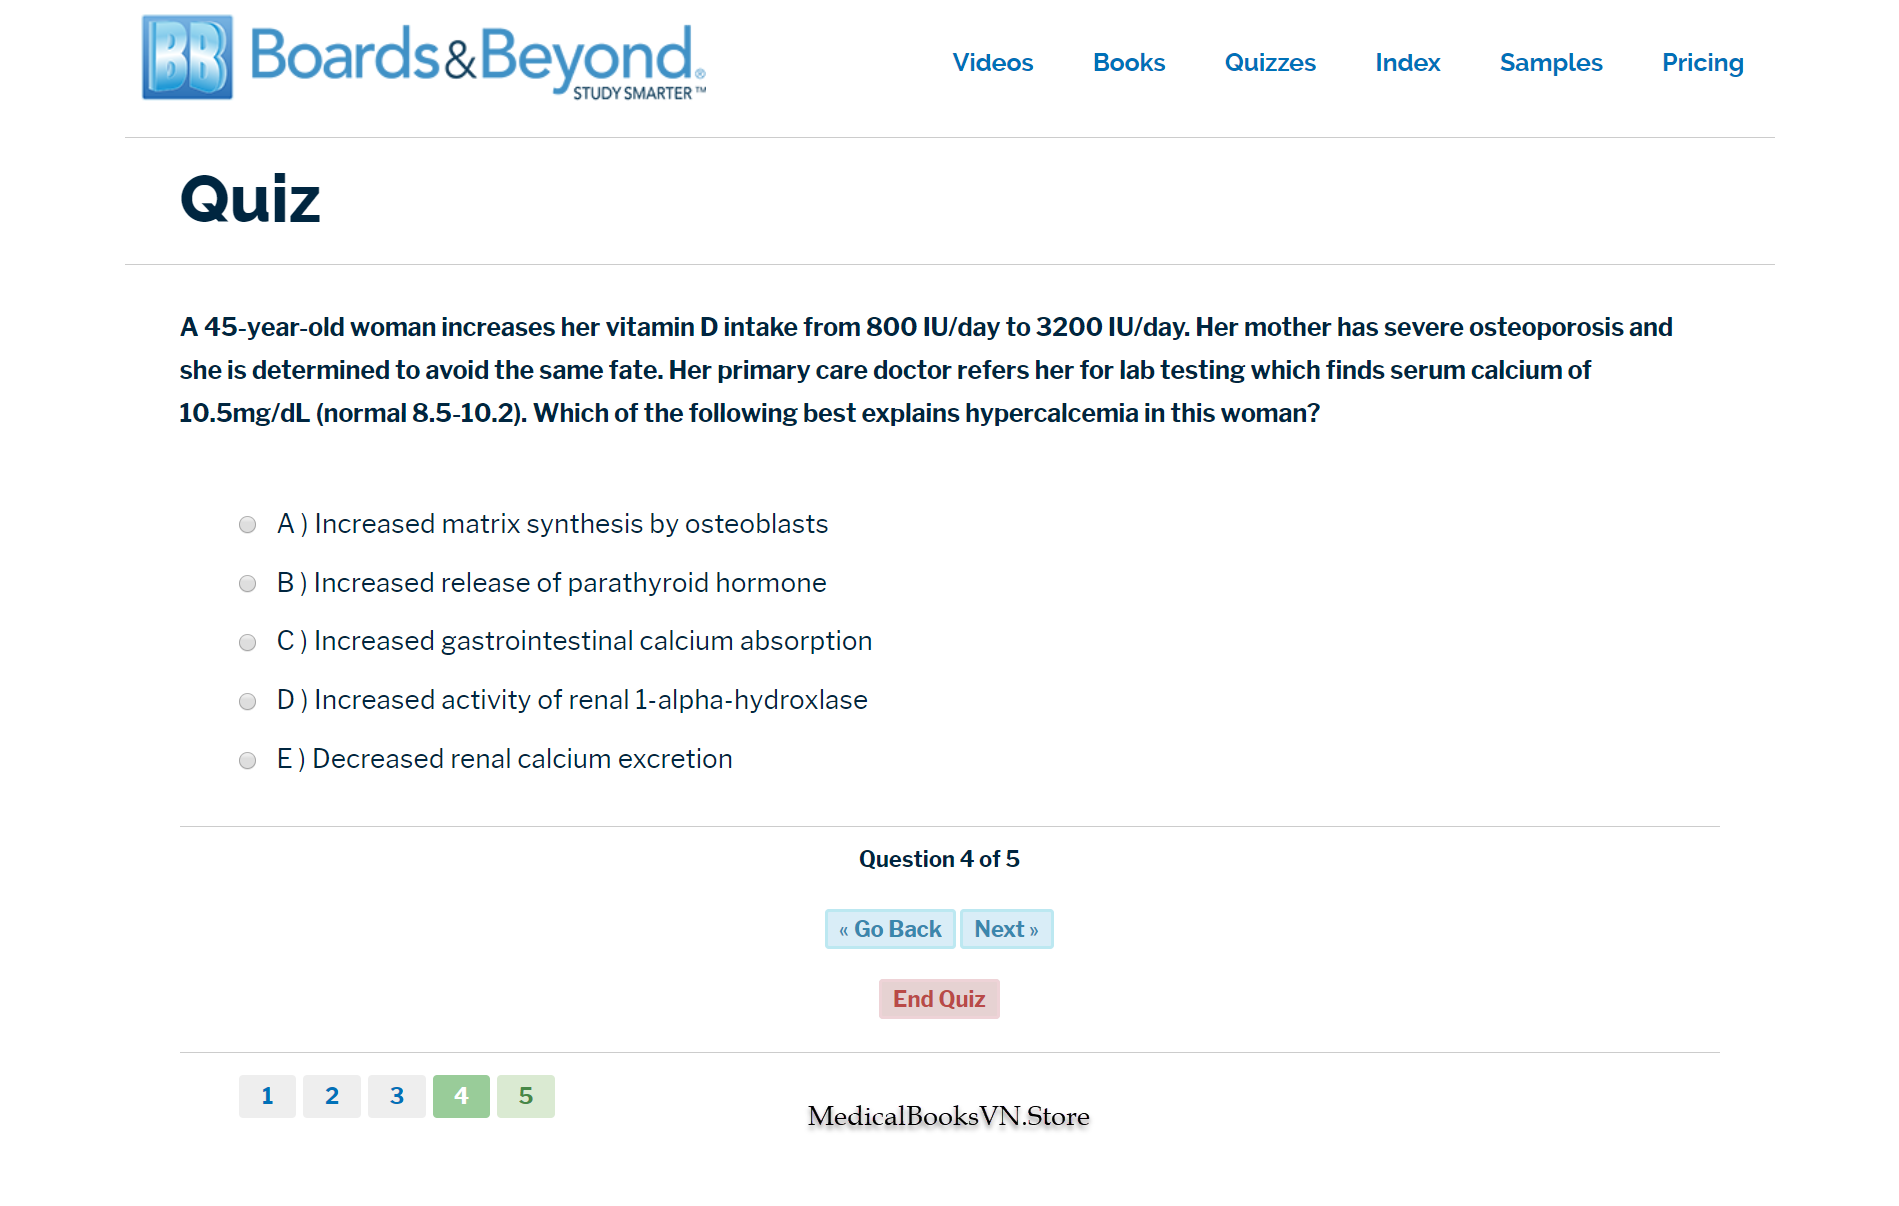 BB Boards&Beyond®
STUDY SMARTER™
Videos Books Quizzes Index Samples Pricing
Quiz
A 45-year-old woman increases her vitamin D intake from 800 IU/day to 3200 IU/day. Her mother has severe osteoporosis and
she is determined to avoid the same fate. Her primary care doctor refers her for lab testing which finds serum calcium of
10.5mg/dL (normal 8.5-10.2). Which of the following best explains hypercalcemia in this woman?
A ) Increased matrix synthesis by osteoblasts
B ) Increased release of parathyroid hormone
C ) Increased gastrointestinal calcium absorption
D ) Increased activity of renal 1-alpha-hydroxlase
E ) Decreased renal calcium excretion
Question 4 of 5
« Go Back Next »
End Quiz
1 2 3 4 5
MedicalBooksVN.Store